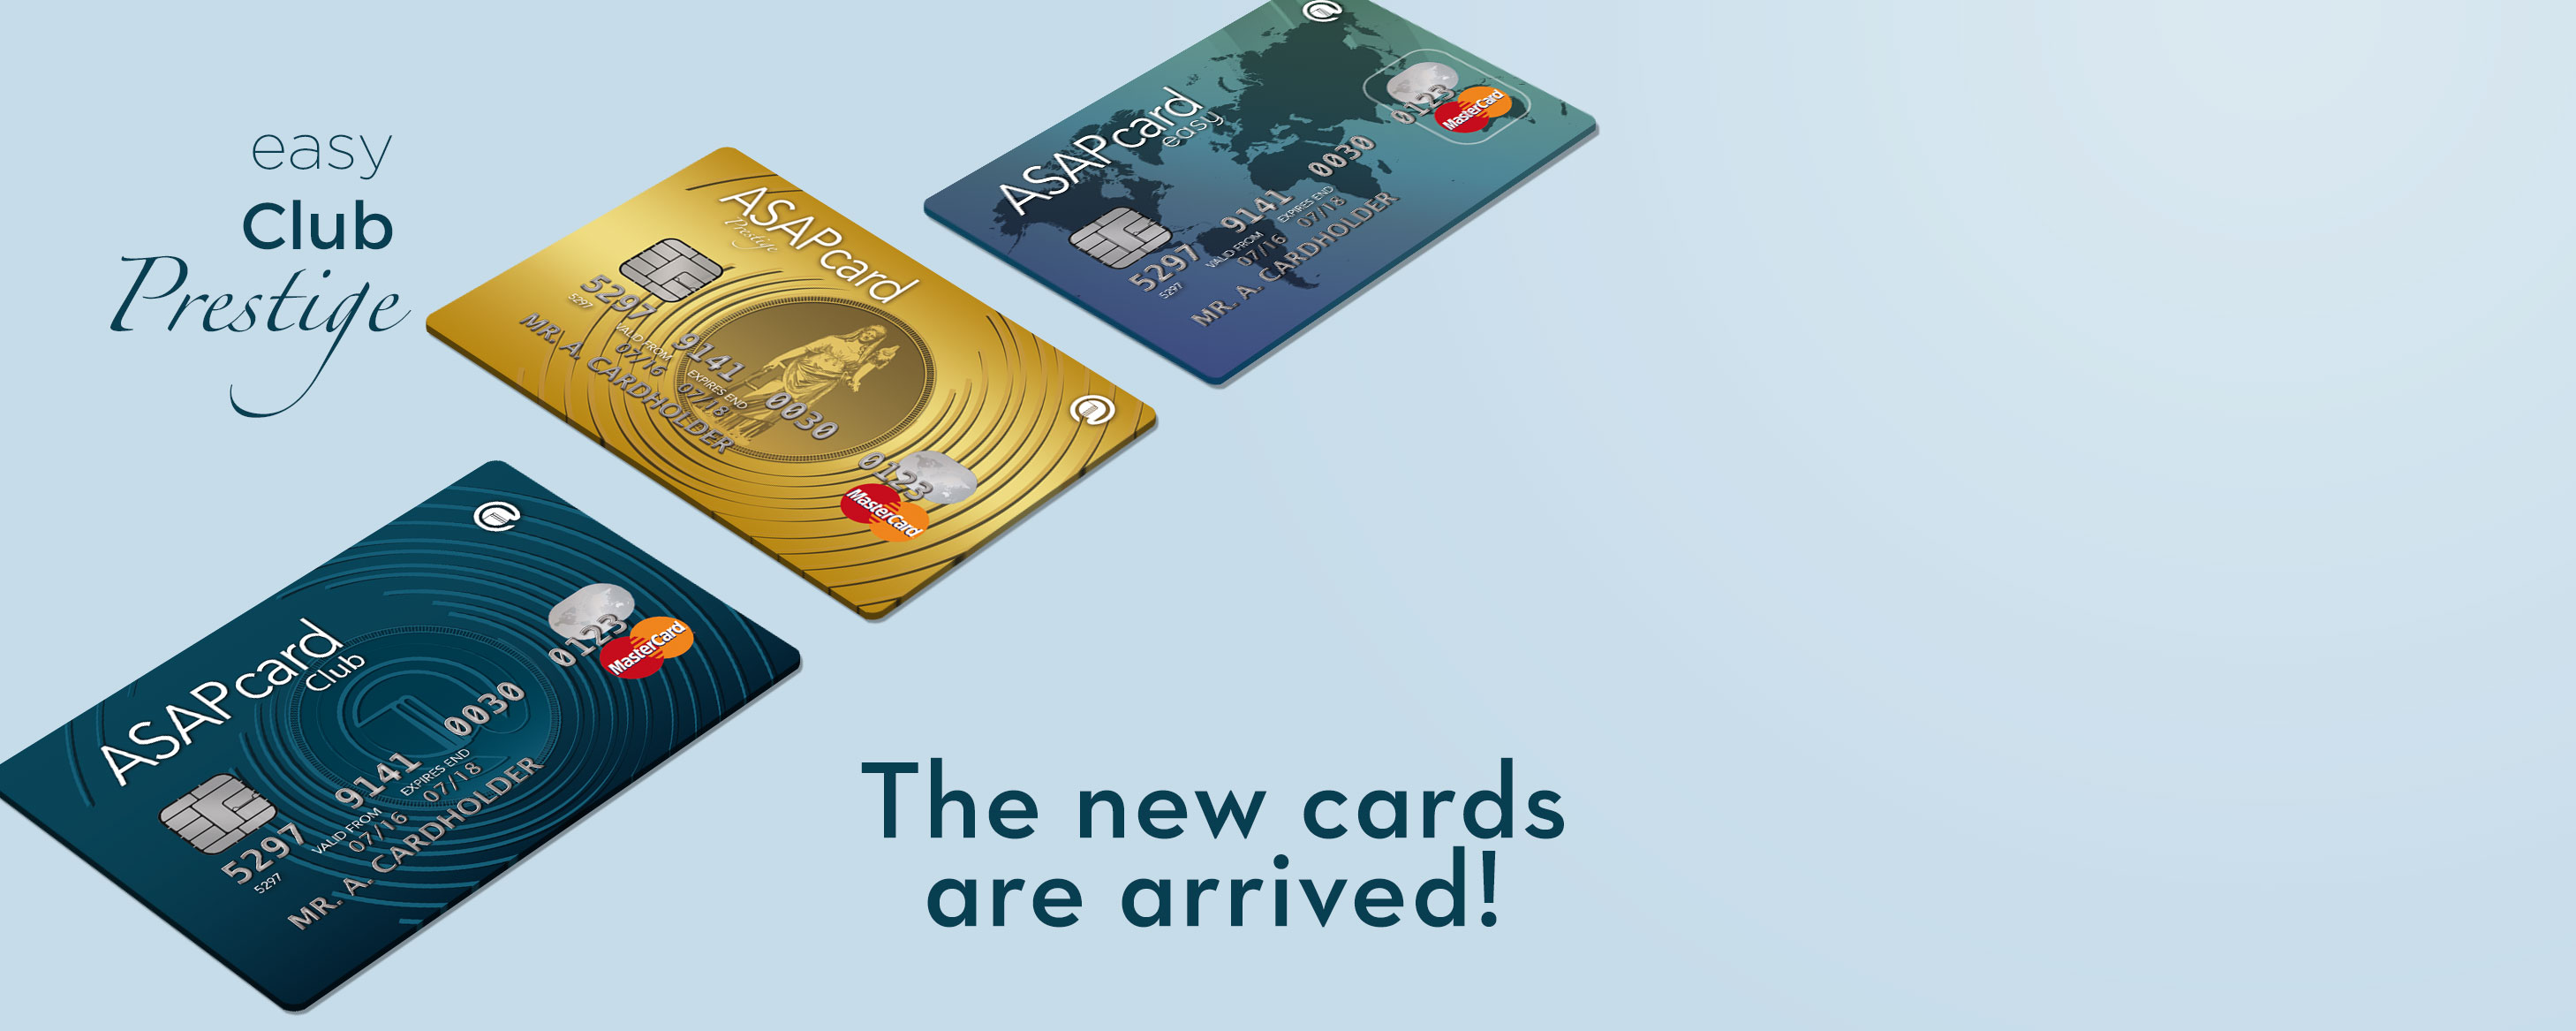 easy
Club
Prestige
ASAPcard
easy
5297 9141 0030 0123
5297
VALID FROM 07/16 EXPIRES END 07/18
MR. A. CARDHOLDER
MasterCard
ASAPcard
Prestige
5297 9141 0030 0123
5297
VALID FROM 07/16 EXPIRES END 07/18
MR. A. CARDHOLDER
MasterCard
ASAPcard
Club
5297 9141 0030 0123
5297
VALID FROM 07/16 EXPIRES END 07/18
MR. A. CARDHOLDER
MasterCard
The new cards
are arrived!